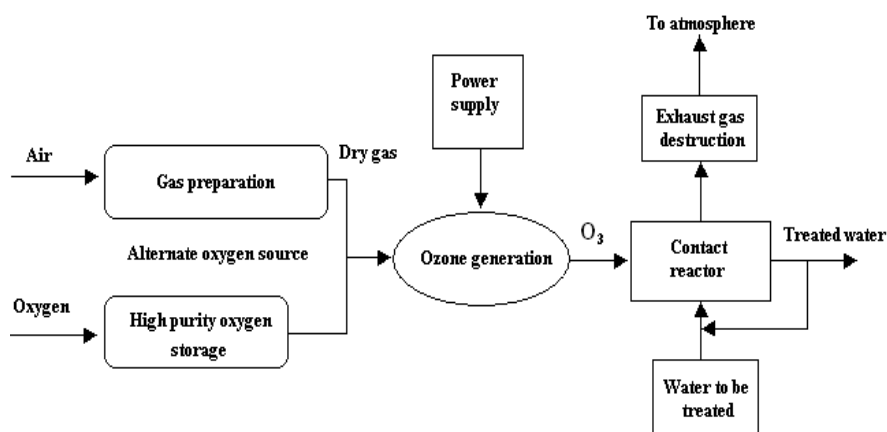 To atmosphere
Power
supply
Exhaust gas
destruction
Air
Dry gas
Gas preparation
O3
Treated water
Alternate oxygen source
Ozone generation
Contact
reactor
Oxygen
High purity oxygen
storage
Water to be
treated